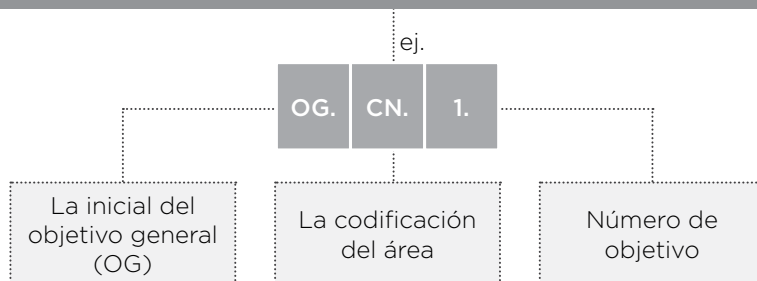 ej.
OG. CN. 1.
La inicial del
objetivo general
(OG)
La codificación
del área
Número de
objetivo